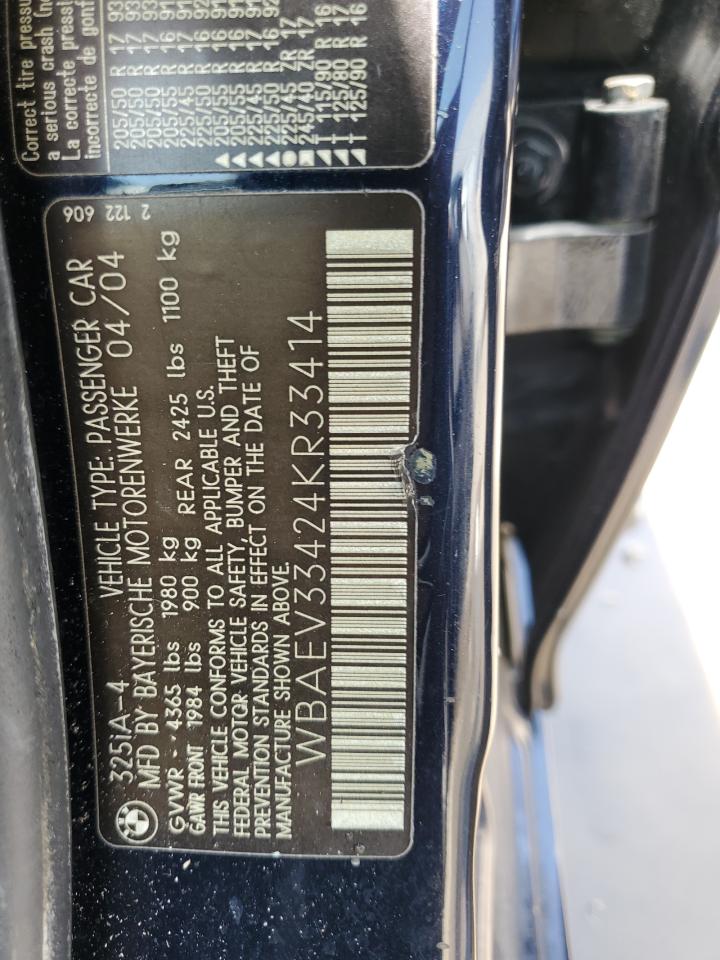 325iA-4 VEHICLE TYPE: PASSENGER CAR
MFD BY BAYERISCHE MOTORENWERKE 04/04
GVWR 4365 lbs 1980 kg
GAWR FRONT 1984 lbs 900 kg REAR 2425 lbs 1100 kg
THIS VEHICLE CONFORMS TO ALL APPLICABLE U.S.
FEDERAL MOTOR VEHICLE SAFETY, BUMPER AND THEFT
PREVENTION STANDARDS IN EFFECT ON THE DATE OF
MANUFACTURE SHOWN ABOVE.
WBAEV33424KR33414
2 122 606
Correct tire pressu
a serious crash
La correcte pressi
incorrecte de gonf
205/50 R 17 93
205/50 R 17 93
205/50 R 17 93
205/55 R 16 91
225/45 R 17 91
225/50 R 16 92
205/55 R 16 91
205/55 R 16 91
225/45 R 17 91
225/50 R 16 92
225/45 ZR 17
245/40 ZR 17
T 115/90 R 16
T 125/80 R 17
T 125/90 R 16